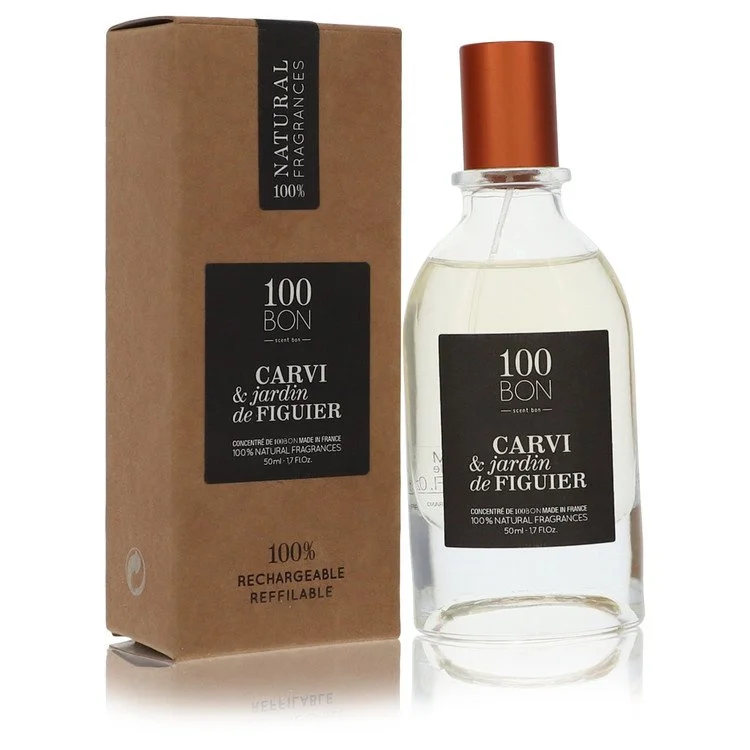 NATURAL
FRAGRANCES
100%
100
BON
scent bon
CARVI
& jardin
de FIGUIER
CONCENTRÉ DE 100BON MADE IN FRANCE
100% NATURAL FRAGRANCES
50ml - 1,7 Fl.Oz.
100%
RECHARGEABLE
REFFILABLE
100
BON
scent bon
CARVI
& jardin
de FIGUIER
CONCENTRÉ DE 100BON MADE IN FRANCE
100% NATURAL FRAGRANCES
50ml - 1,7 Fl.Oz.